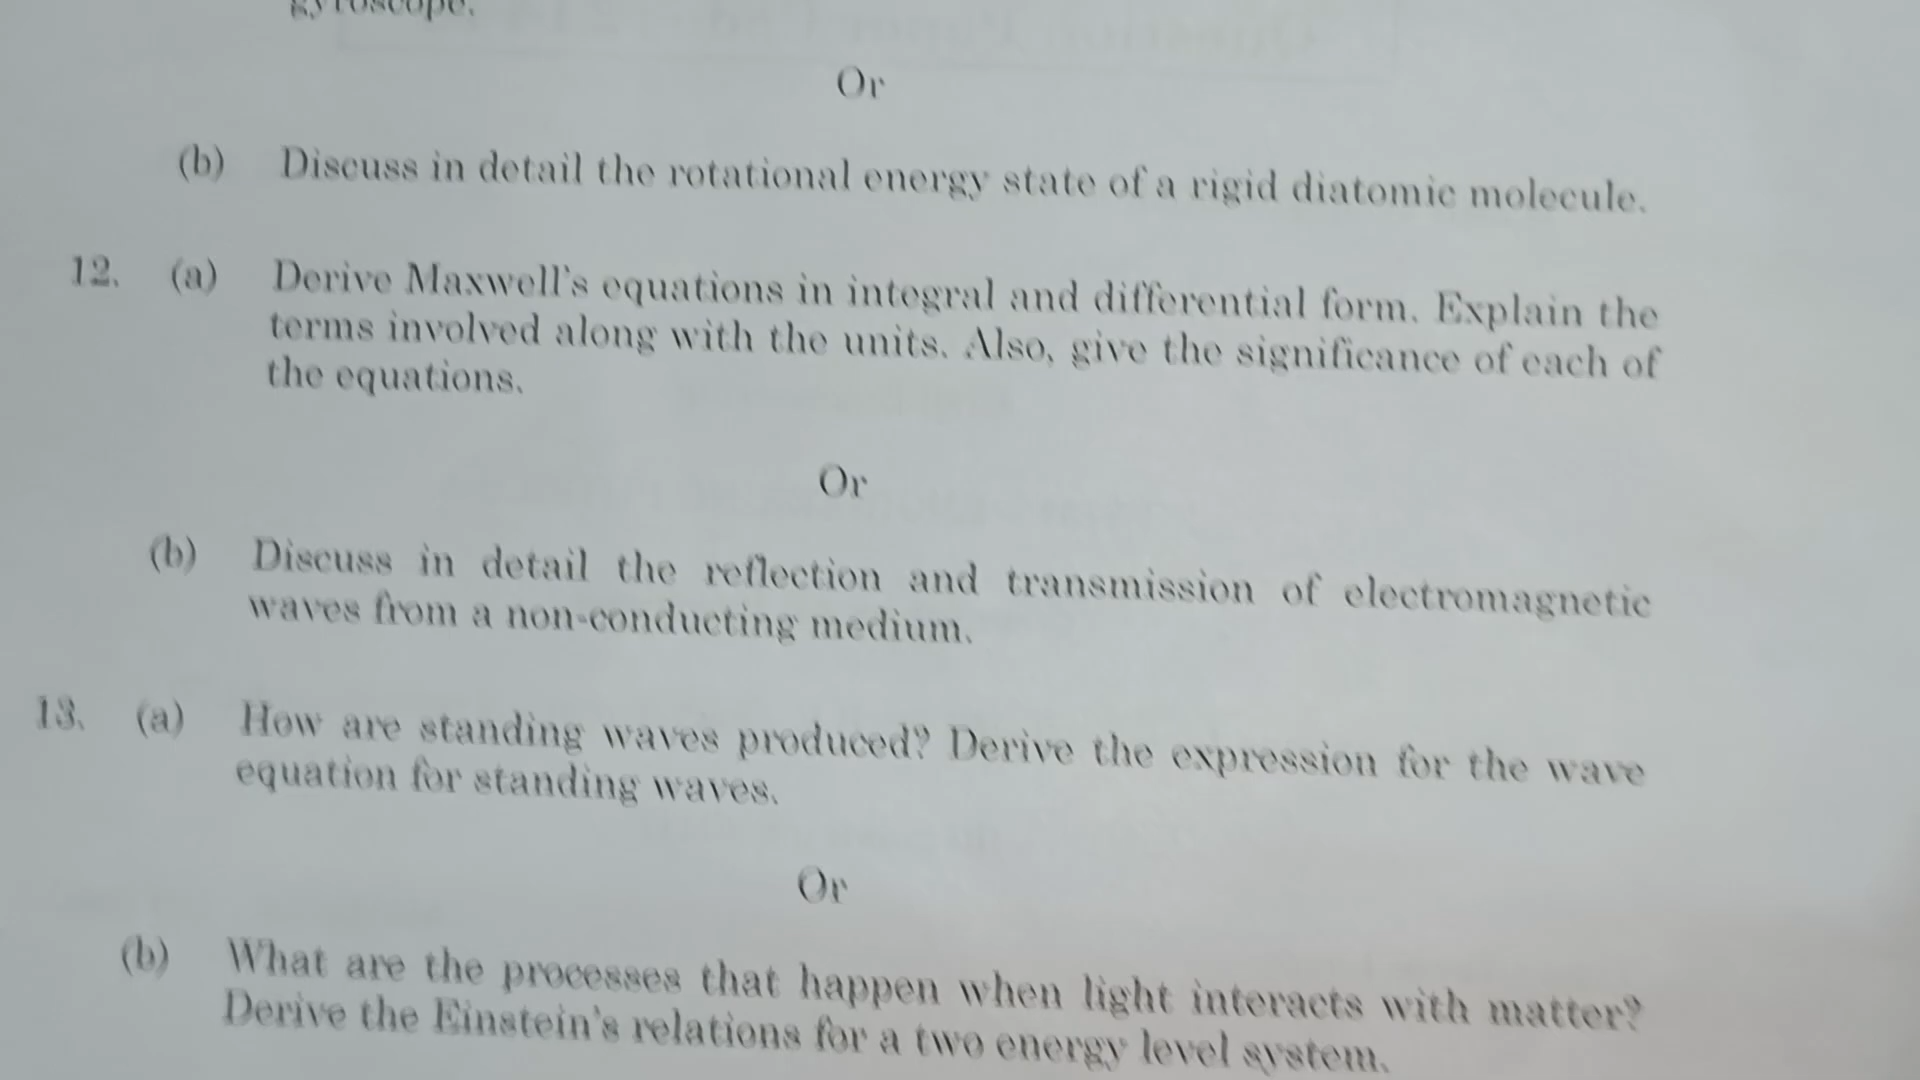 gyroscope.
Or
(b) Discuss in detail the rotational energy state of a rigid diatomic molecule.
12. (a) Derive Maxwell's equations in integral and differential form. Explain the
terms involved along with the units. Also, give the significance of each of
the equations.
Or
(b) Discuss in detail the reflection and transmission of electromagnetic
waves from a non-conducting medium.
13. (a) How are standing waves produced? Derive the expression for the wave
equation for standing waves.
Or
(b) What are the processes that happen when light interacts with matter?
Derive the Einstein's relations for a two energy level system.